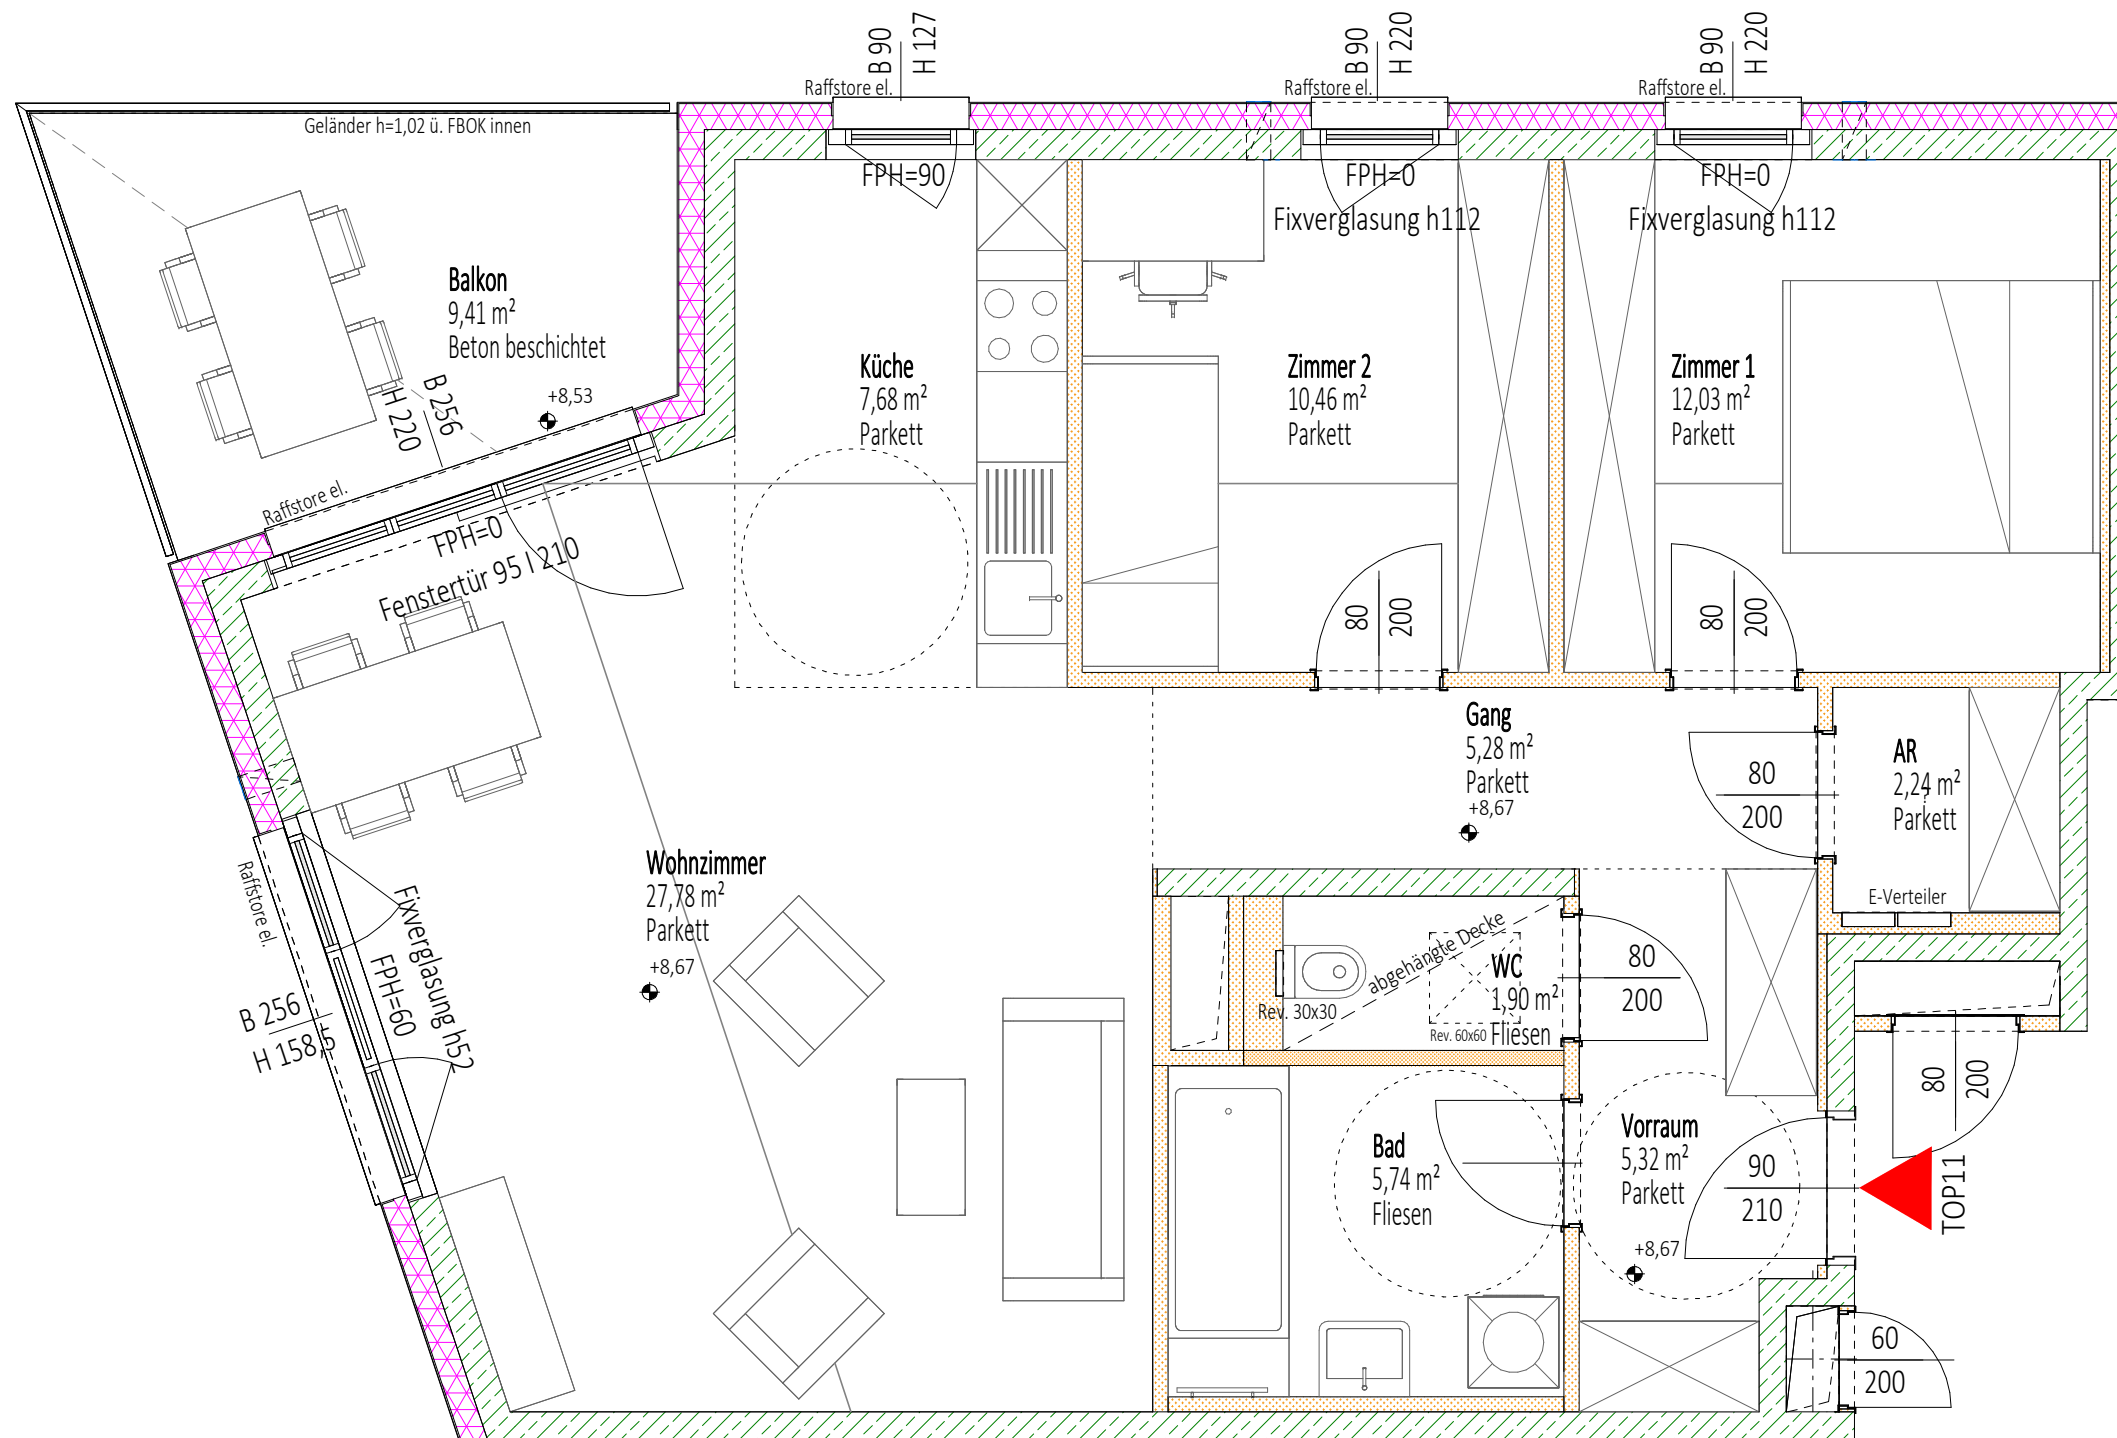 B 90
H 127
B 90
H 220
B 90
H 220
Raffstore el.
Raffstore el.
Raffstore el.
Geländer h=1,02 ü. FBOK innen
FPH=90
FPH=0
Fixverglasung h112
FPH=0
Fixverglasung h112
Balkon
9,41 m²
Beton beschichtet
+8,53
B 256
H 220
Raffstore el.
FPH=0
Fenstertür 95 I 210
Küche
7,68 m²
Parkett
Zimmer 2
10,46 m²
Parkett
Zimmer 1
12,03 m²
Parkett
80
200
80
200
Gang
5,28 m²
Parkett
+8,67
80
200
AR
2,24 m²
Parkett
E-Verteiler
Wohnzimmer
27,78 m²
Parkett
+8,67
Raffstore el.
Fixverglasung h52
FPH=60
B 256
H 158,5
abgehängte Decke
WC
1,90 m²
Fliesen
Rev. 30x30
Rev. 60x60
80
200
80
200
Bad
5,74 m²
Fliesen
Vorraum
5,32 m²
Parkett
+8,67
90
210
TOP11
60
200